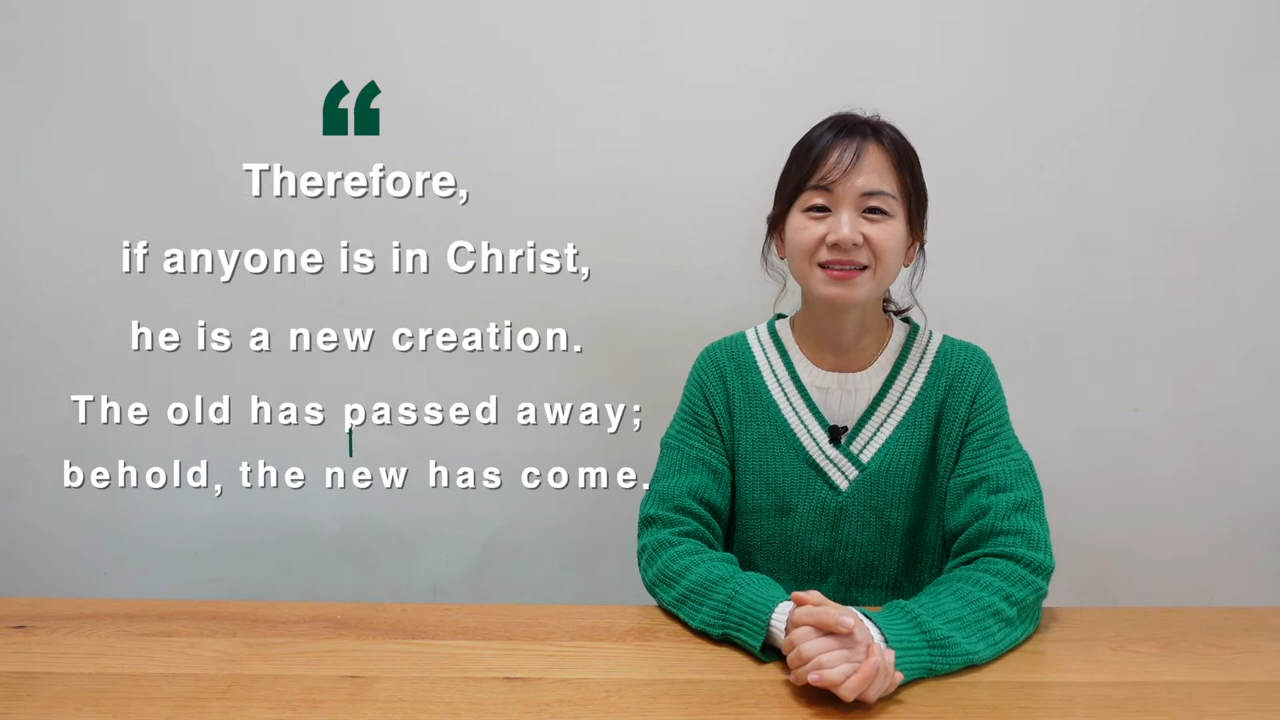 “
Therefore,
if anyone is in Christ,
he is a new creation.
The old has passed away;
behold, the new has come.